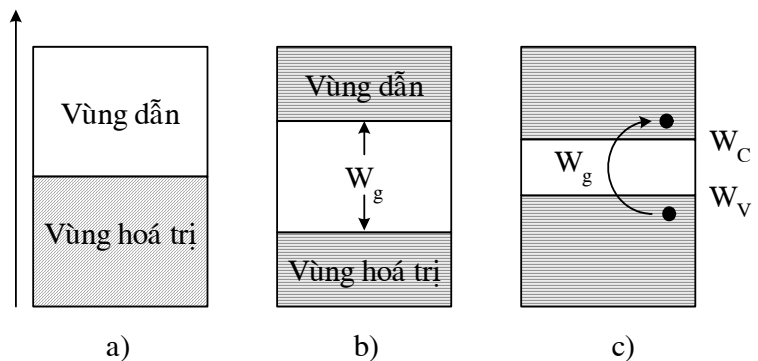 Vùng dẫn
Vùng hoá trị
a)
Vùng dẫn
W_g
Vùng hoá trị
b)
W_g
W_C
W_V
c)